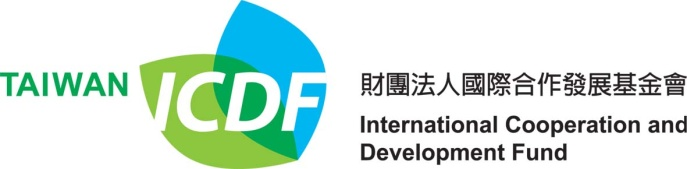 TAIWAN ICDF
財團法人國際合作發展基金會
International Cooperation and
Development Fund